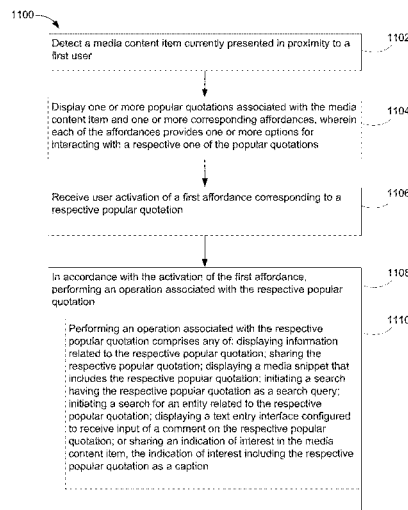 1100
1102
Detect a media content item currently presented in proximity to a
first user
1104
Display one or more popular quotations associated with the media
content item and one or more corresponding affordances, wherein
each of the affordances provides one or more options for
interacting with a respective one of the popular quotations
1106
Receive user activation of a first affordance corresponding to a
respective popular quotation
1108
In accordance with the activation of the first affordance,
performing an operation associated with the respective popular
quotation
1110
Performing an operation associated with the respective
popular quotation comprises any of: displaying information
related to the respective popular quotation; sharing the
respective popular quotation; displaying a media snippet
that includes the respective popular quotation; initiating a search
having the respective popular quotation as a search query;
initiating a search for an entity related to the respective
popular quotation; displaying a text entry interface configured
to receive input of a comment on the respective popular
quotation; or sharing an indication of interest in the media
content item, the indication of interest including the respective
popular quotation as a caption